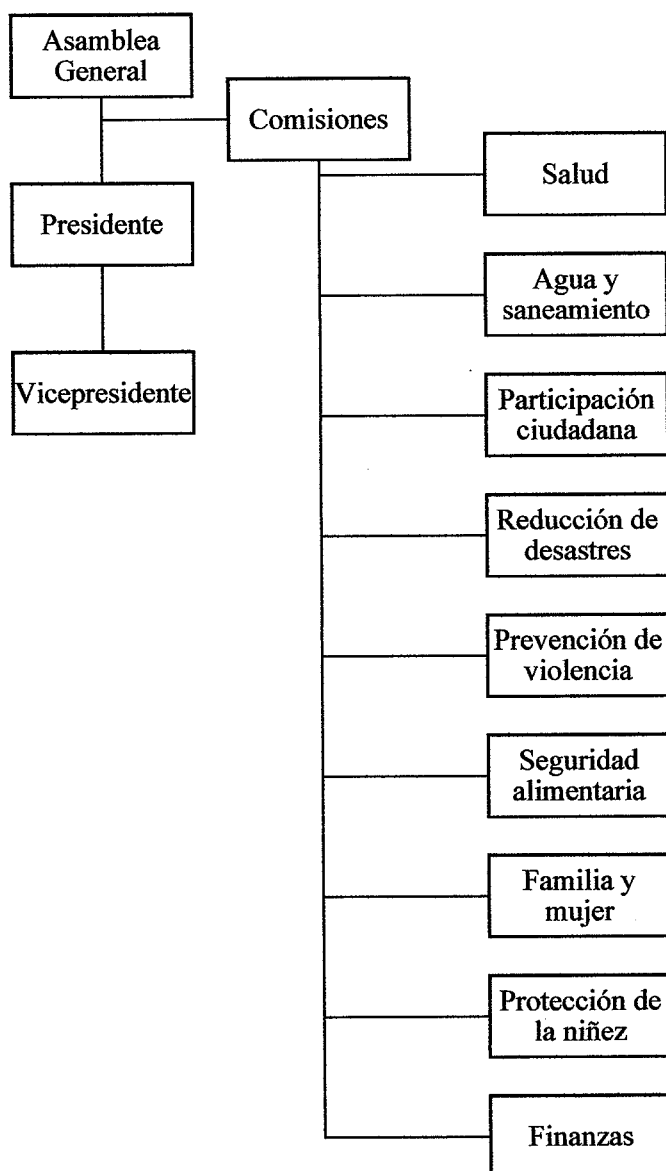 Asamblea
General
Comisiones
Salud
Presidente
Agua y
saneamiento
Vicepresidente
Participación
ciudadana
Reducción de
desastres
Prevención de
violencia
Seguridad
alimentaria
Familia y
mujer
Protección de
la niñez
Finanzas